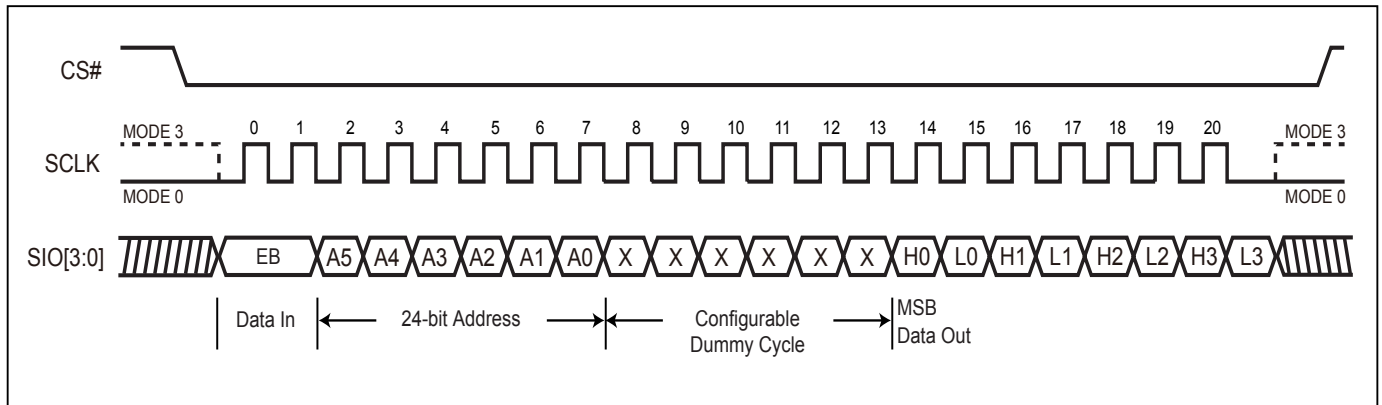 CS#
MODE 3 0 1 2 3 4 5 6 7 8 9 10 11 12 13 14 15 16 17 18 19 20 MODE 3
SCLK
MODE 0 MODE 0
SIO[3:0] EB A5 A4 A3 A2 A1 A0 X X X X X X H0 L0 H1 L1 H2 L2 H3 L3
Data In 24-bit Address Configurable MSB
Dummy Cycle Data Out